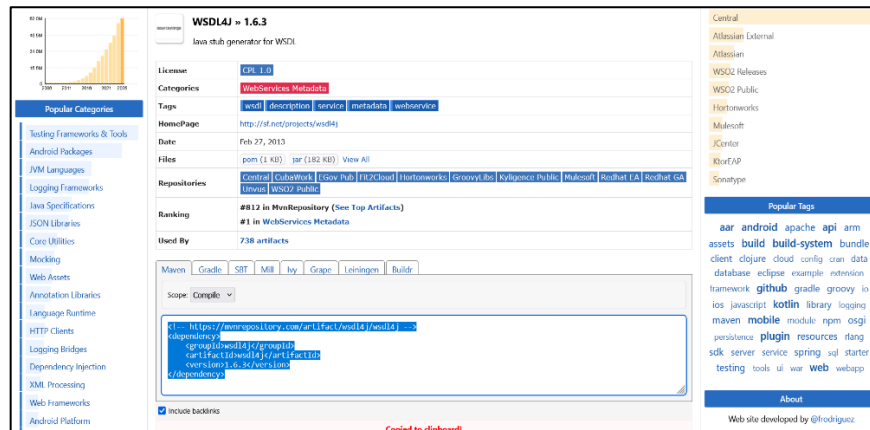 2008 2011 2018 2021 2025
Popular Categories
Testing Frameworks & Tools
Android Packages
JVM Languages
Logging Frameworks
Java Specifications
JSON Libraries
Core Utilities
Mocking
Web Assets
Annotation Libraries
Language Runtime
HTTP Clients
Logging Bridges
Dependency Injection
XML Processing
Web Frameworks
Android Platform
WSDL4J » 1.6.3
Java stub generator for WSDL
License CPL 1.0
Categories WebServices Metadata
Tags wsdl description service metadata webservice
HomePage http://sf.net/projects/wsdl4j
Date Feb 27, 2013
Files pom (1 KB) jar (182 KB) View All
Repositories Central CubaWork EGov Pub Fit2Cloud Hortonworks GroovyLibs Kyligence Public Mulesoft Redhat EA Redhat GA
Unvus WSO2 Public
Ranking #812 in MvnRepository (See Top Artifacts)
#1 in WebServices Metadata
Used By 738 artifacts
Maven Gradle SBT Mill Ivy Grape Leiningen Buildr
Scope: Compile
<!-- https://mvnrepository.com/artifact/wsdl4j/wsdl4j -->
<dependency>
    <groupId>wsdl4j</groupId>
    <artifactId>wsdl4j</artifactId>
    <version>1.6.3</version>
</dependency>
Include backlinks
Copied to clipboard!
Central
Atlassian External
Atlassian
WSO2 Releases
WSO2 Public
Hortonworks
Mulesoft
JCenter
KtorEAP
Sonatype
Popular Tags
aar android apache api arm
assets build build-system bundle
client clojure cloud config cran data
database eclipse example extension
framework github gradle groovy io
ios javascript kotlin library logging
maven mobile module npm osgi
persistence plugin resources rlang
sdk server service spring sql starter
testing tools ui war web webapp
About
Web site developed by @frodriguez